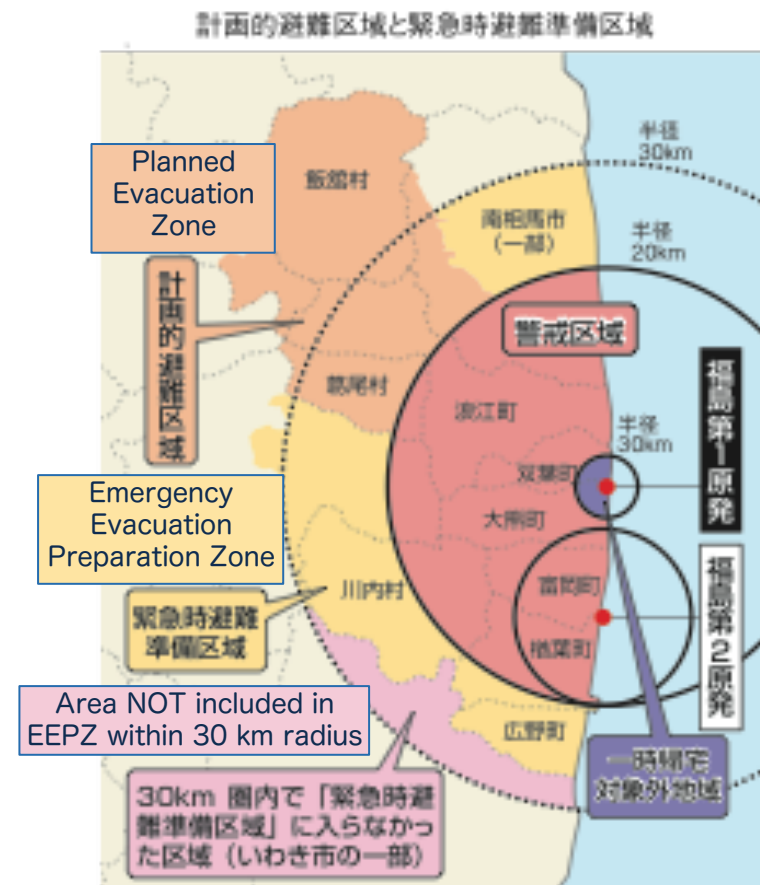 計画的避難区域と緊急時避難準備区域
半径
30km
Planned
Evacuation
Zone
飯舘村
南相馬市
(一部)
半径
20km
計画的避難区域
警戒区域
葛尾村
浪江町
福島第1原発
半径
30km
双葉町
Emergency
Evacuation
Preparation Zone
大熊町
川内村
富岡町
福島第2原発
緊急時避難
準備区域
楢葉町
Area NOT included in
EEPZ within 30 km radius
広野町
一時帰宅
対象外地域
30km 圏内で「緊急時避
難準備区域」に入らなかっ
た区域(いわき市の一部)